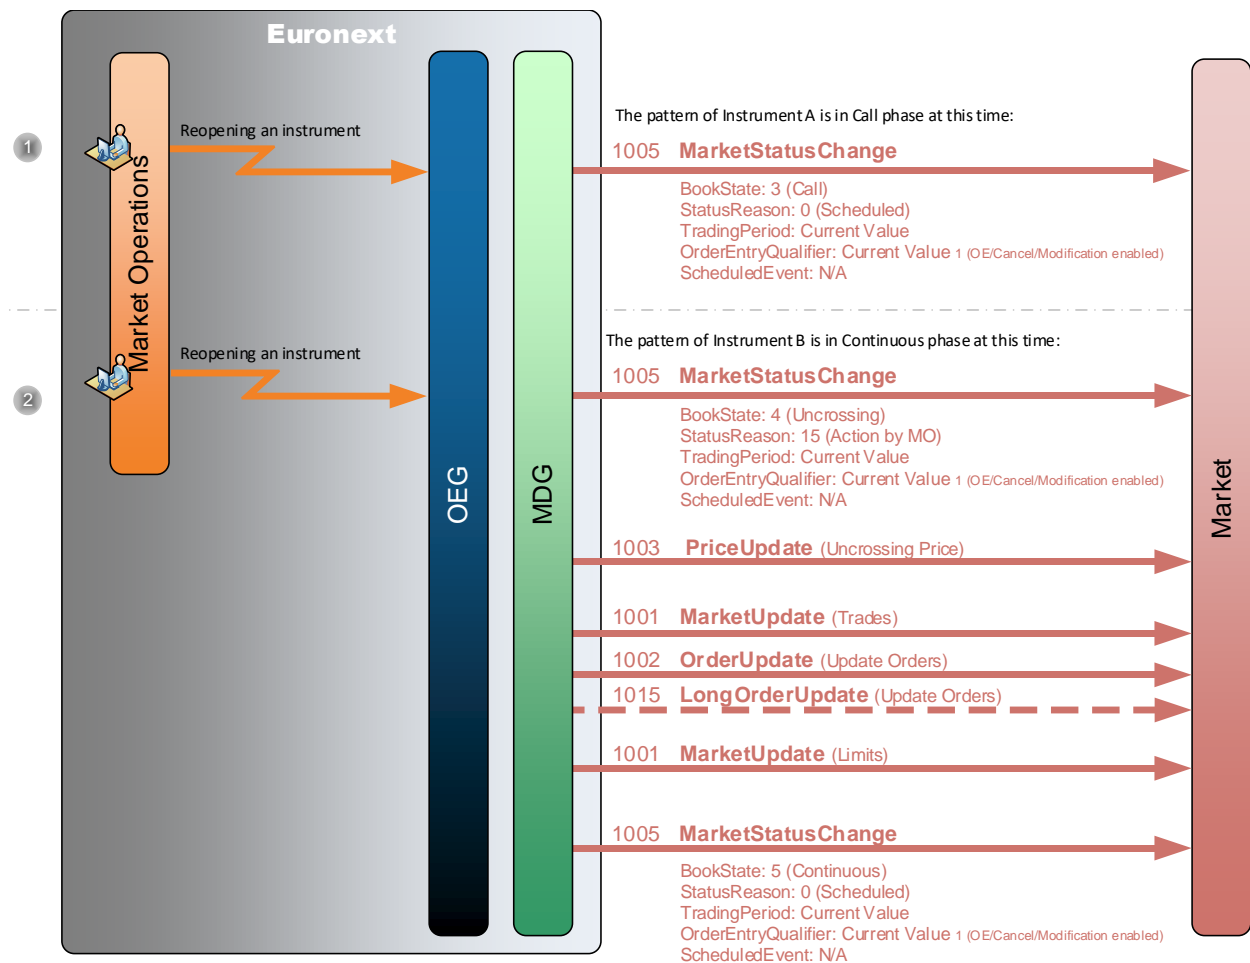 Euronext
Market Operations
OEG
MDG
Market
1
Reopening an instrument
The pattern of Instrument A is in Call phase at this time:
1005 MarketStatusChange
BookState: 3 (Call)
StatusReason: 0 (Scheduled)
TradingPeriod: Current Value
OrderEntryQualifier: Current Value 1 (OE/Cancel/Modification enabled)
ScheduledEvent: N/A
2
Reopening an instrument
The pattern of Instrument B is in Continuous phase at this time:
1005 MarketStatusChange
BookState: 4 (Uncrossing)
StatusReason: 15 (Action by MO)
TradingPeriod: Current Value
OrderEntryQualifier: Current Value 1 (OE/Cancel/Modification enabled)
ScheduledEvent: N/A
1003 PriceUpdate (Uncrossing Price)
1001 MarketUpdate (Trades)
1002 OrderUpdate (Update Orders)
1015 LongOrderUpdate (Update Orders)
1001 MarketUpdate (Limits)
1005 MarketStatusChange
BookState: 5 (Continuous)
StatusReason: 0 (Scheduled)
TradingPeriod: Current Value
OrderEntryQualifier: Current Value 1 (OE/Cancel/Modification enabled)
ScheduledEvent: N/A